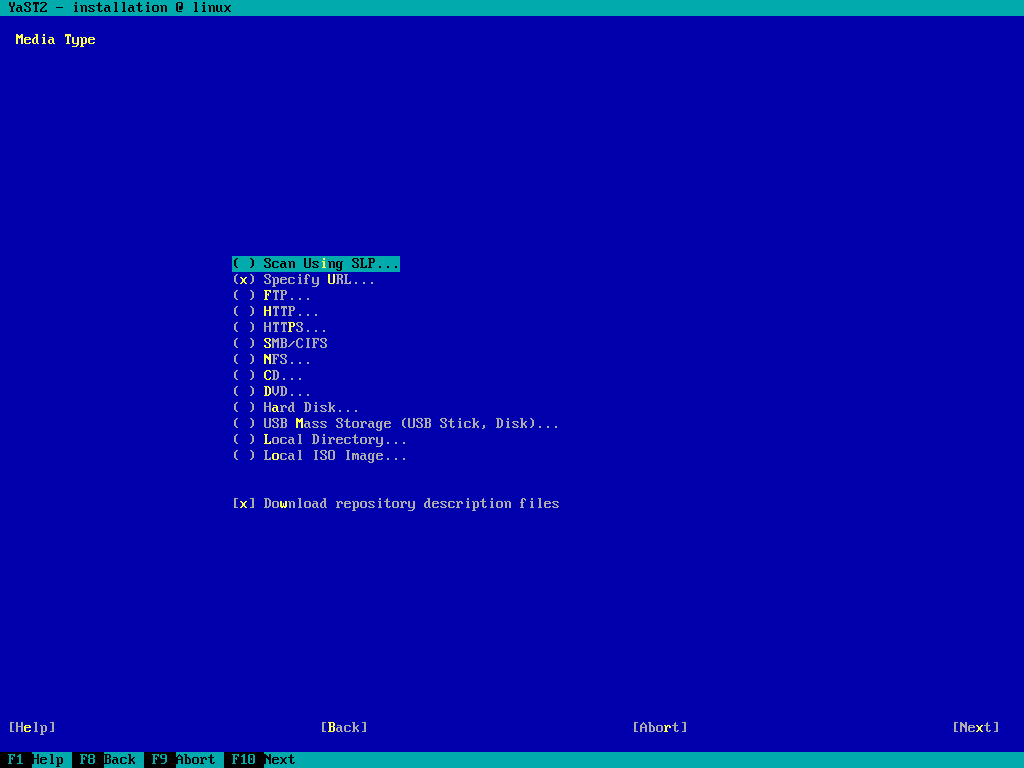 YaST2 - installation @ linux
Media Type
( ) Scan Using SLP...
(x) Specify URL...
( ) FTP...
( ) HTTP...
( ) HTTPS...
( ) SMB/CIFS
( ) NFS...
( ) CD...
( ) DVD...
( ) Hard Disk...
( ) USB Mass Storage (USB Stick, Disk)...
( ) Local Directory...
( ) Local ISO Image...
[x] Download repository description files
[Help] [Back] [Abort] [Next]
F1 Help F8 Back F9 Abort F10 Next